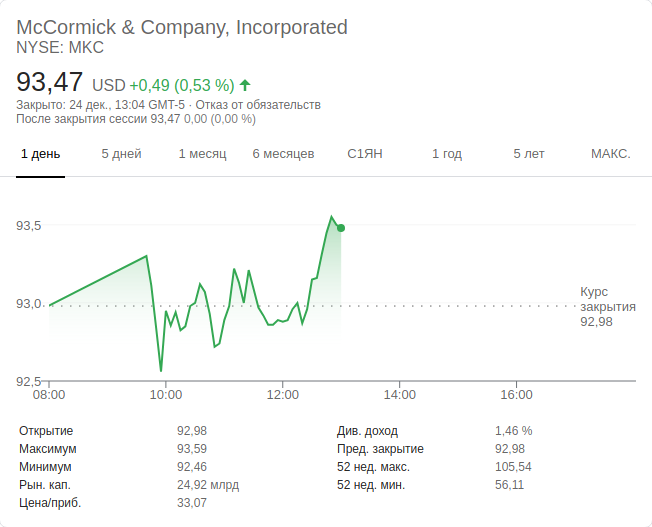 McCormick & Company, Incorporated
NYSE: MKC
93,47 USD +0,49 (0,53 %)
Закрыто: 24 дек., 13:04 GMT-5 · Отказ от обязательств
После закрытия сессии 93,47 0,00 (0,00 %)
1 день 5 дней 1 месяц 6 месяцев С1ЯН 1 год 5 лет МАКС.
93,5
93,0
92,5
Курс
закрытия
92,98
08:00 10:00 12:00 14:00 16:00
Открытие 92,98
Максимум 93,59
Минимум 92,46
Рын. кап. 24,92 млрд
Цена/приб. 33,07
Див. доход 1,46 %
Пред. закрытие 92,98
52 нед. макс. 105,54
52 нед. мин. 56,11